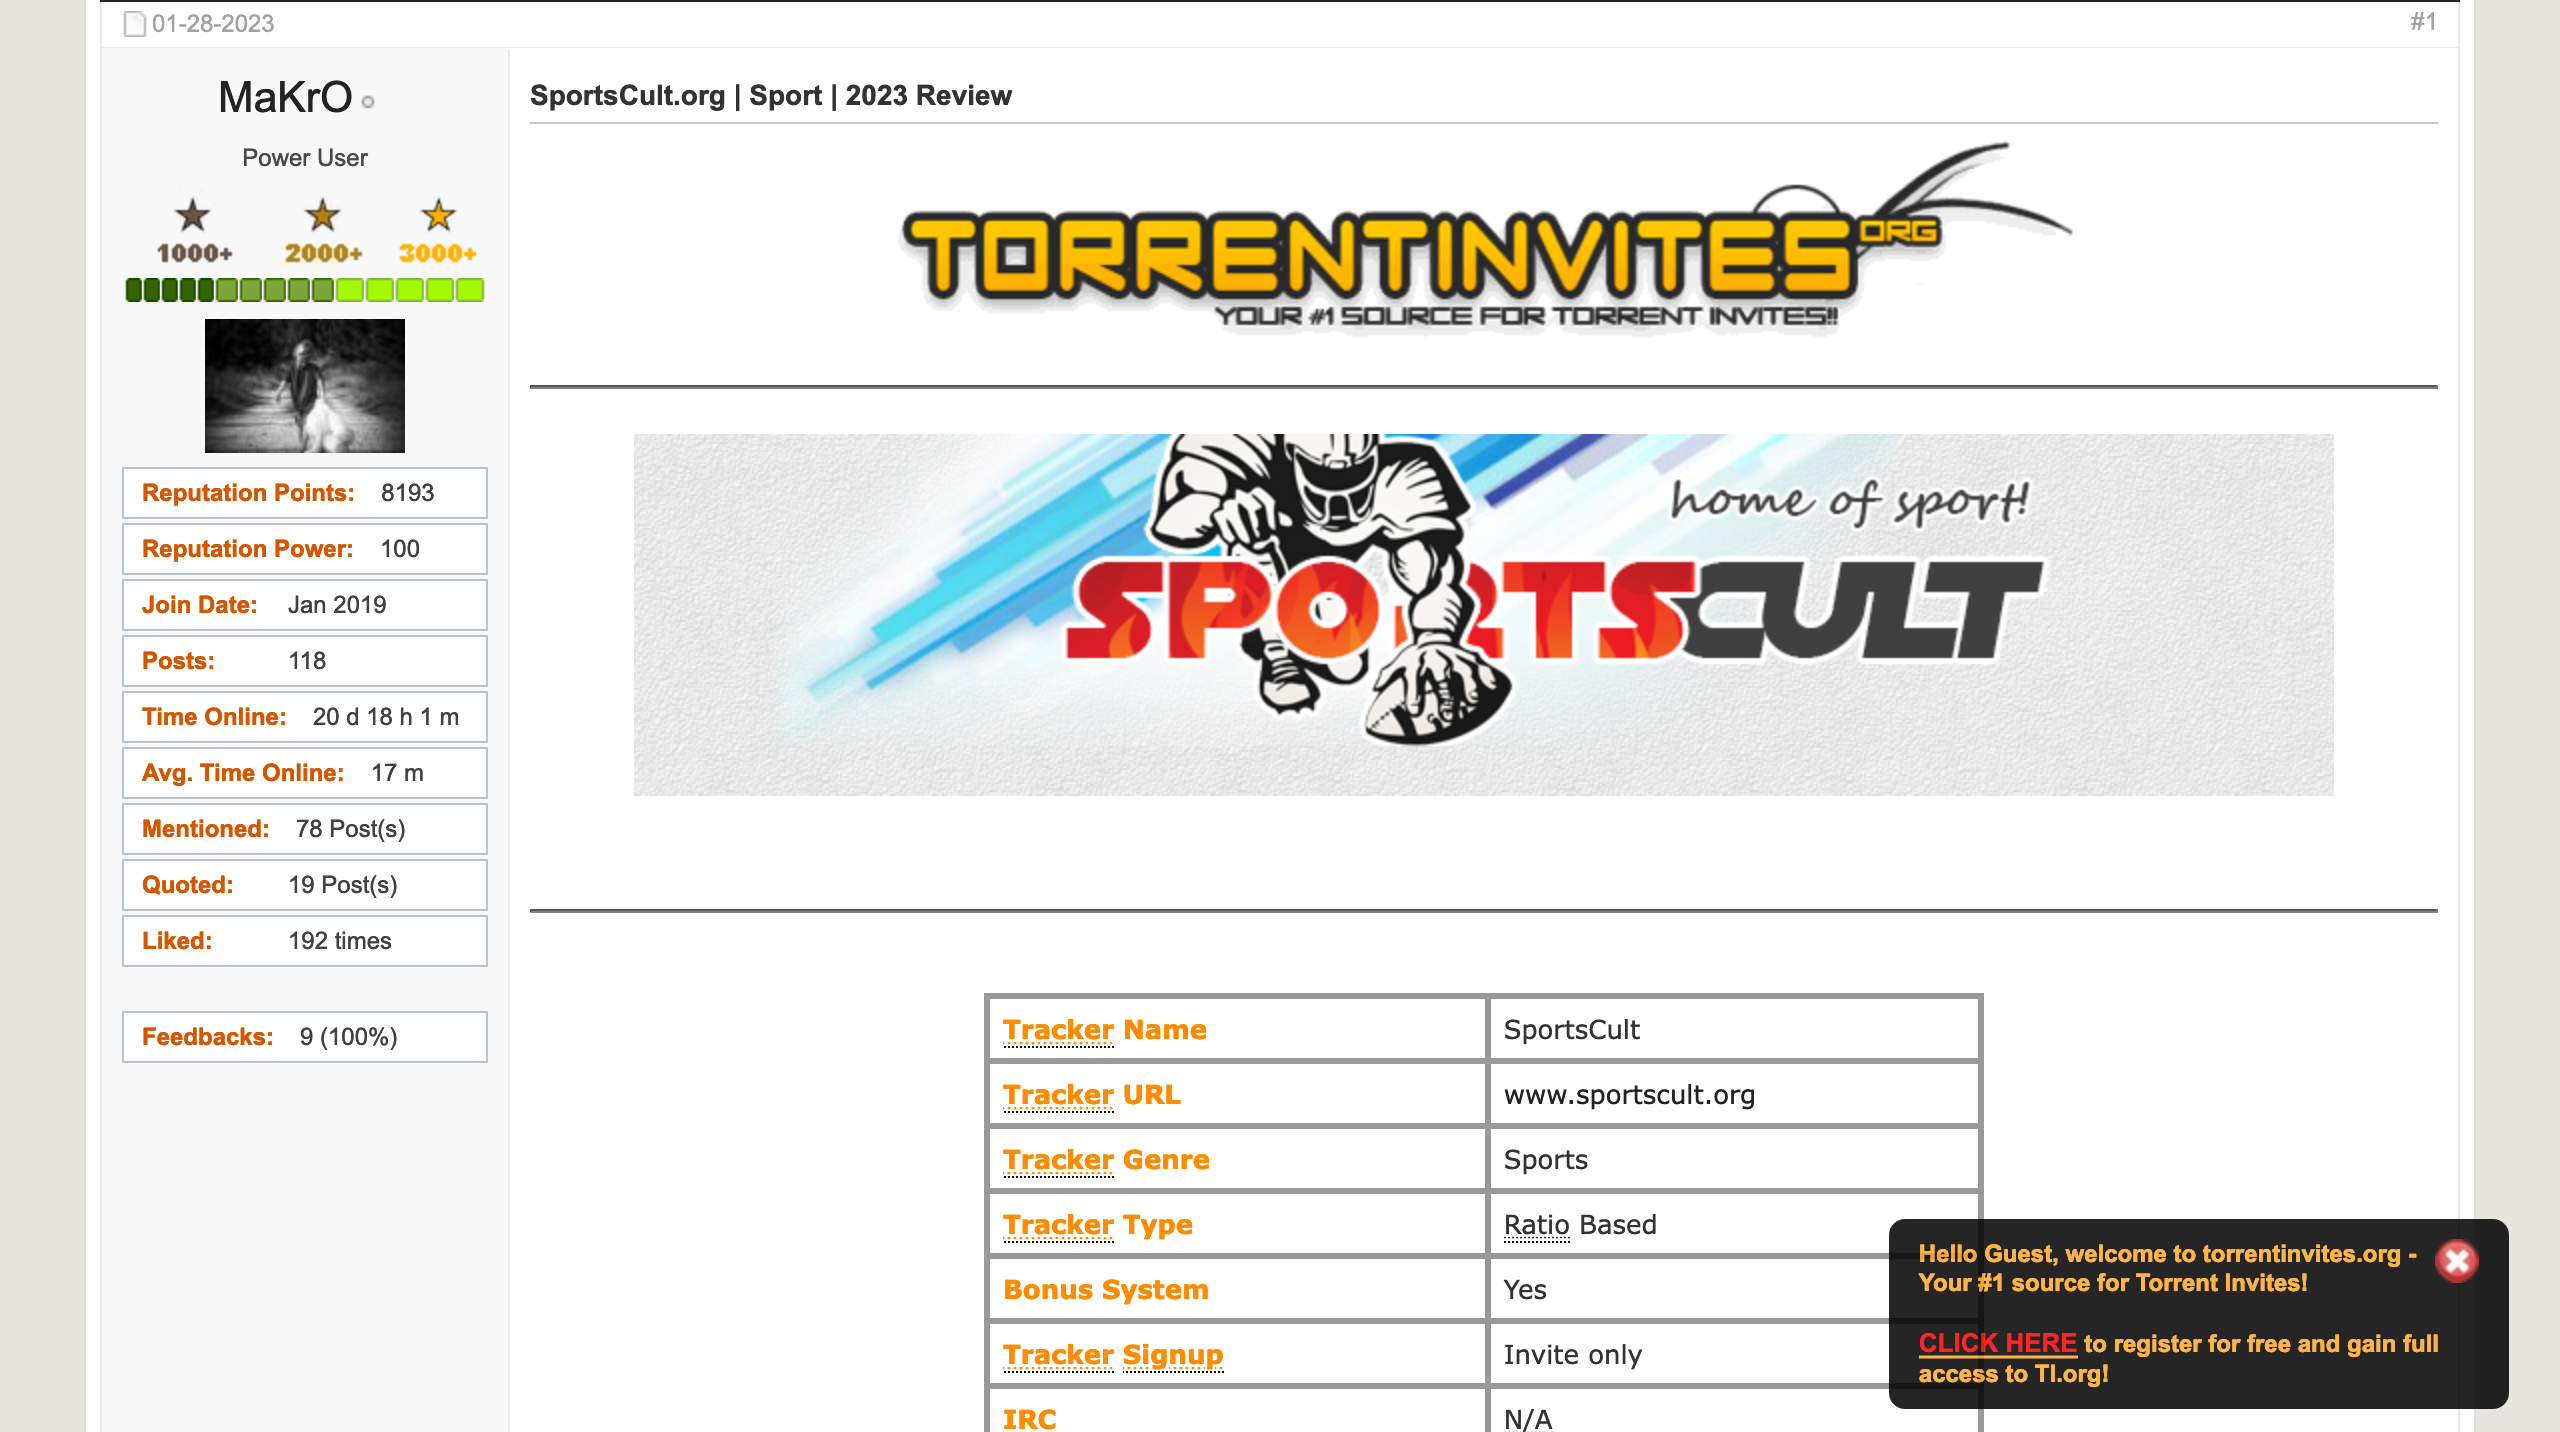 01-28-2023
#1
MaKrO
Power User
1000+ 2000+ 3000+
Reputation Points: 8193
Reputation Power: 100
Join Date: Jan 2019
Posts: 118
Time Online: 20 d 18 h 1 m
Avg. Time Online: 17 m
Mentioned: 78 Post(s)
Quoted: 19 Post(s)
Liked: 192 times
Feedbacks: 9 (100%)
SportsCult.org | Sport | 2023 Review
TORRENTINVITES ORG
YOUR #1 SOURCE FOR TORRENT INVITES!!
home of sport!
SPORTSCULT
Tracker Name SportsCult
Tracker URL www.sportscult.org
Tracker Genre Sports
Tracker Type Ratio Based
Bonus System Yes
Tracker Signup Invite only
IRC N/A
Hello Guest, welcome to torrentinvites.org -
Your #1 source for Torrent Invites!
CLICK HERE to register for free and gain full
access to TI.org!